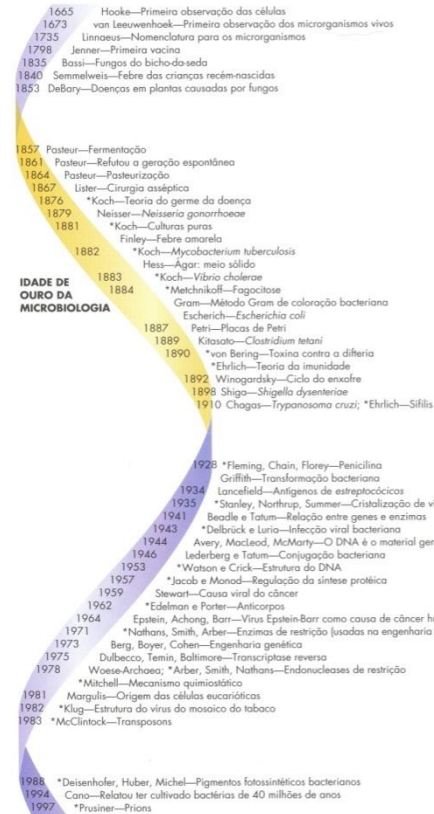 1665 Hooke—Primeira observação das células
1673 van Leeuwenhoek—Primeira observação dos microrganismos vivos
1735 Linnaeus—Nomenclatura para os microrganismos
1798 Jenner—Primeira vacina
1835 Bassi—Fungos do bicho-da-seda
1840 Semmelweis—Febre das crianças recém-nascidas
1853 DeBary—Doenças em plantas causadas por fungos
1857 Pasteur—Fermentação
1861 Pasteur—Refutou a geração espontânea
1864 Pasteur—Pasteurização
1867 Lister—Cirurgia asséptica
1876 *Koch—Teoria do germe da doença
1879 Neisser—Neisseria gonorrhoeae
1881 *Koch—Culturas puras
Finley—Febre amarela
1882 *Koch—Mycobacterium tuberculosis
Hess—Ágar: meio sólido
1883 *Koch—Vibrio cholerae
IDADE DE
OURO DA
MICROBIOLOGIA
1884 *Metchnikoff—Fagocitose
Gram—Método Gram de coloração bacteriana
Escherich—Escherichia coli
1887 Petri—Placas de Petri
1889 Kitasato—Clostridium tetani
1890 *von Bering—Toxina contra a difteria
*Ehrlich—Teoria da imunidade
1892 Winogardsky—Ciclo do enxofre
1898 Shiga—Shigella dysenteriae
1910 Chagas—Trypanosoma cruzi; *Ehrlich—Sífilis
1928 *Fleming, Chain, Florey—Penicilina
Griffith—Transformação bacteriana
1934 Lancefield—Antígenos de estreptocócicos
1935 *Stanley, Northrup, Summer—Cristalização de v
1941 Beadle e Tatum—Relação entre genes e enzimas
1943 *Delbrück e Luria—Infecção viral bacteriana
1944 Avery, MacLeod, McMarty—O DNA é o material ger
1946 Lederberg e Tatum—Conjugação bacteriana
1953 *Watson e Crick—Estrutura do DNA
1957 *Jacob e Monod—Regulação da síntese protéica
1959 Stewart—Causa viral do câncer
1962 *Edelman e Porter—Anticorpos
1964 Epstein, Achong, Barr—Vírus Epstein-Barr como causa de câncer h
1971 *Nathans, Smith, Arber—Enzimas de restrição (usadas na engenharia
1973 Berg, Boyer, Cohen—Engenharia genética
1975 Dulbecco, Temin, Baltimore—Transcriptase reversa
1978 Woese-Archaea; *Arber, Smith, Nathans—Endonucleases de restrição
*Mitchell—Mecanismo quimiostático
1981 Margulis—Origem das células eucarióticas
1982 *Klug—Estrutura do vírus do mosaico do tabaco
1983 *McClintock—Transposons
1988 *Deisenhofer, Huber, Michel—Pigmentos fotossintéticos bacterianos
1994 Cano—Relatou ter cultivado bactérias de 40 milhões de anos
1997 *Prusiner—Prions